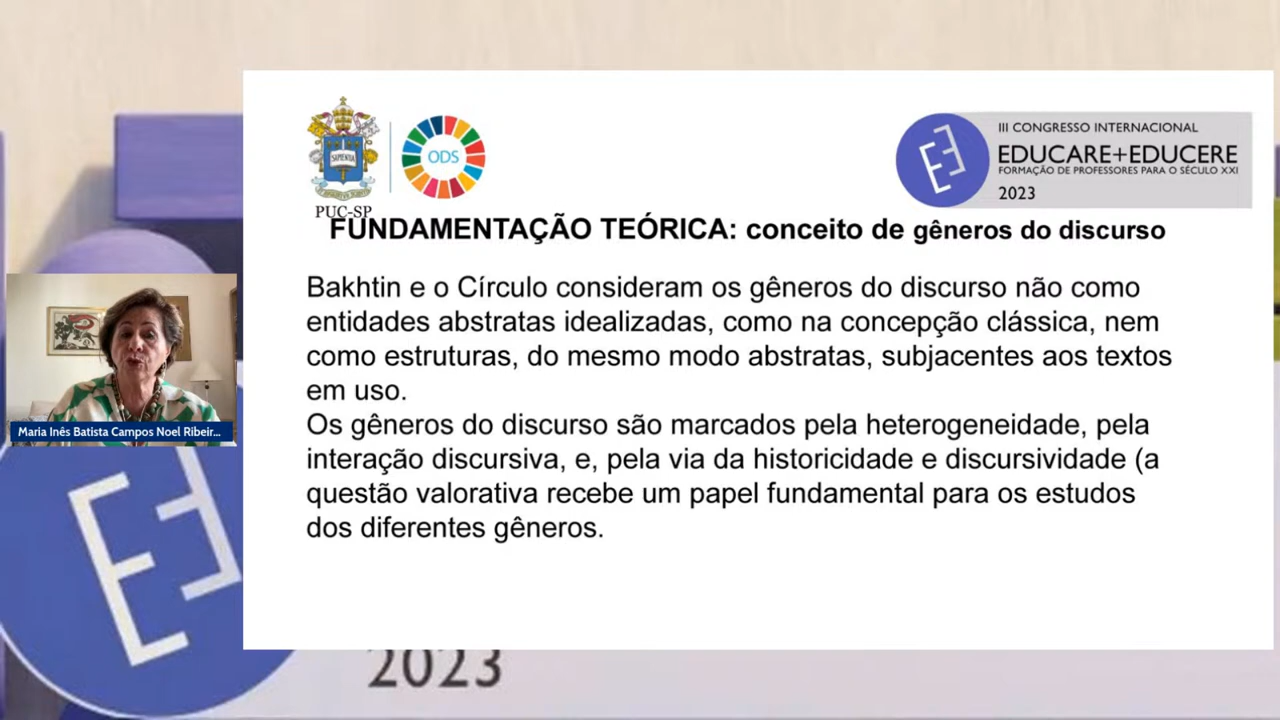 SAPIENTIA
PUC-SP
ODS
III CONGRESSO INTERNACIONAL
EDUCARE+EDUCERE
FORMAÇÃO DE PROFESSORES PARA O SÉCULO XXI
2023
FUNDAMENTAÇÃO TEÓRICA: conceito de gêneros do discurso
Bakhtin e o Círculo consideram os gêneros do discurso não como
entidades abstratas idealizadas, como na concepção clássica, nem
como estruturas, do mesmo modo abstratas, subjacentes aos textos
em uso.
Os gêneros do discurso são marcados pela heterogeneidade, pela
interação discursiva, e, pela via da historicidade e discursividade (a
questão valorativa recebe um papel fundamental para os estudos
dos diferentes gêneros.
Maria Inês Batista Campos Noel Ribeir...
2023